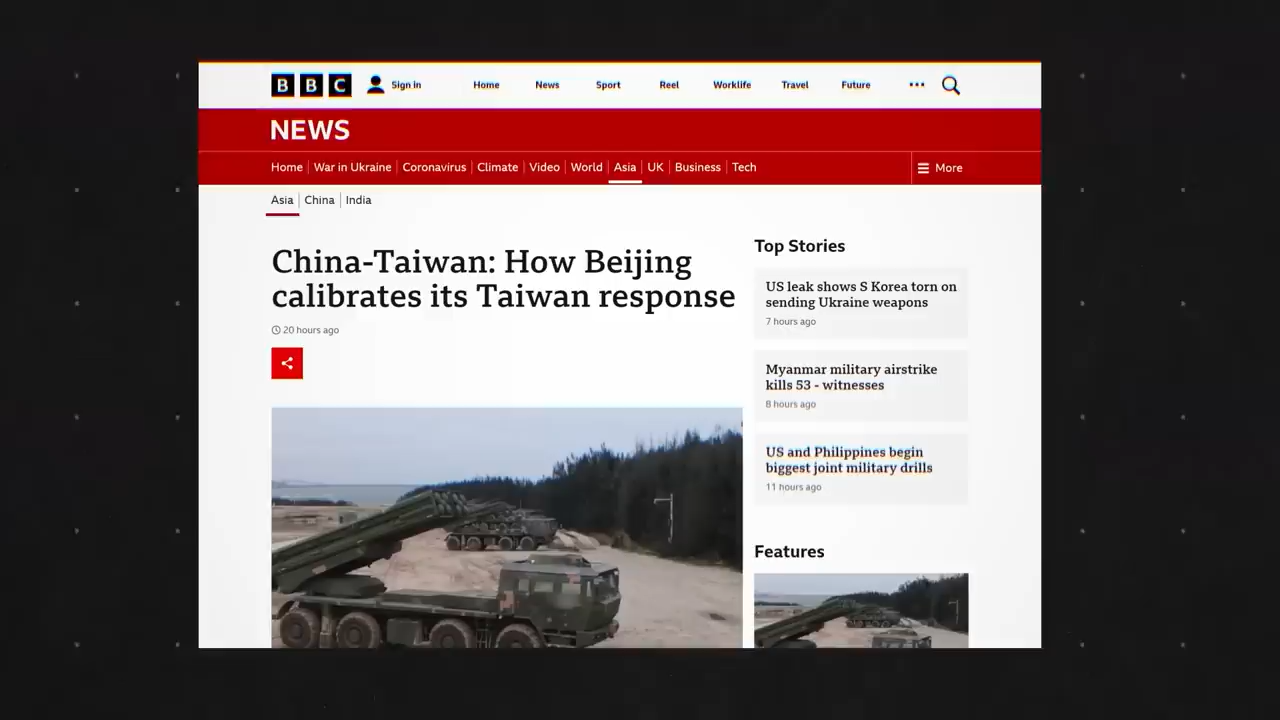 BBC Sign in Home News Sport Reel Worklife Travel Future
NEWS
Home War in Ukraine Coronavirus Climate Video World Asia UK Business Tech More
Asia China India
China-Taiwan: How Beijing
calibrates its Taiwan response
20 hours ago
Top Stories
US leak shows S Korea torn on
sending Ukraine weapons
7 hours ago
Myanmar military airstrike
kills 53 - witnesses
8 hours ago
US and Philippines begin
biggest joint military drills
11 hours ago
Features